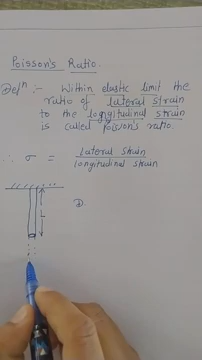 Poisson's Ratio.
Defⁿ :- Within elastic limit the
ratio of lateral strain
to the longitudinal strain
is called poisson's ratio.
∴ σ = Lateral Strain
longitudinal strain
L
D